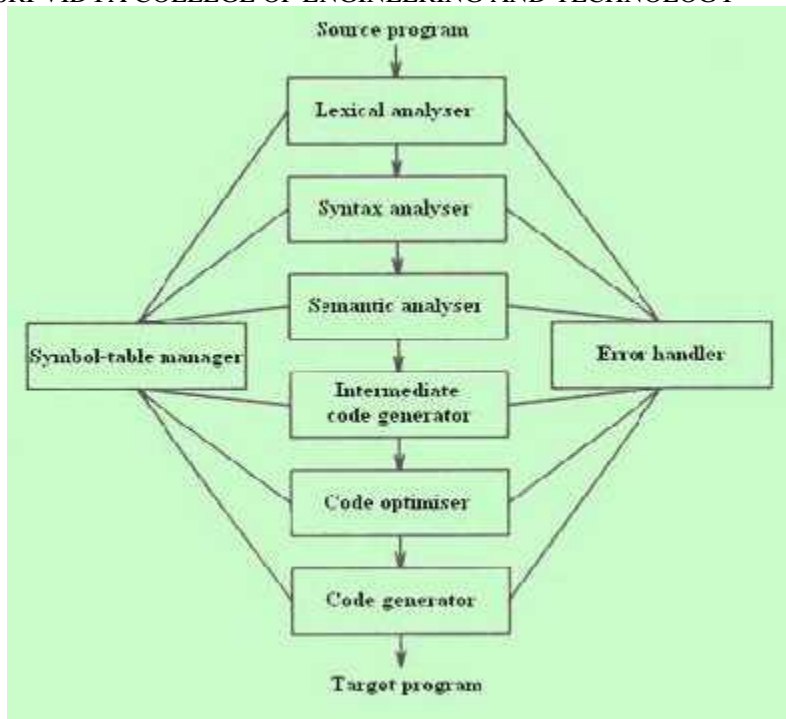 Source program
Lexical analyser
Syntax analyser
Semantic analyser
Symbol-table manager
Error handler
Intermediate
code generator
Code optimiser
Code generator
Target program